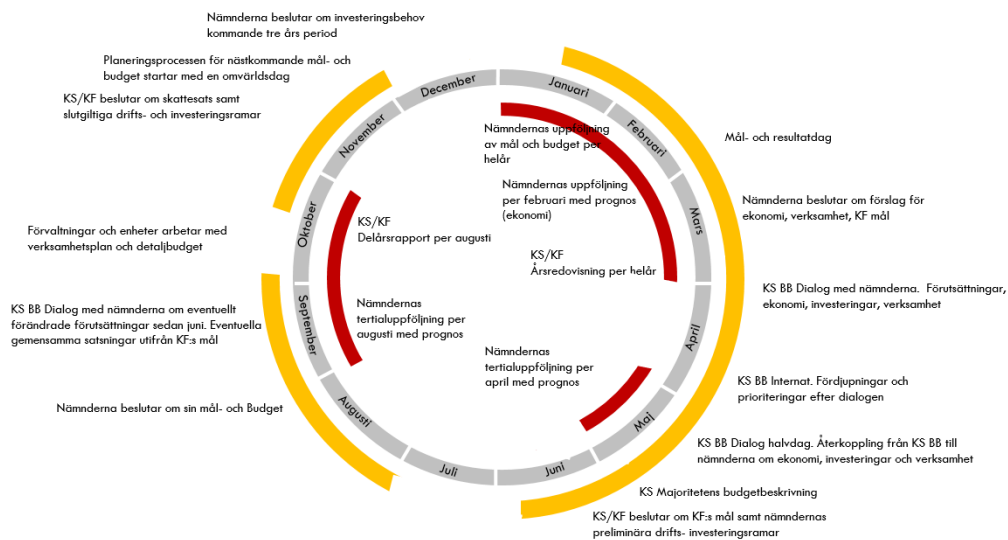 Nämnderna beslutar om investeringsbehov
kommande tre års period
Planeringsprocessen för nästkommande mål- och
budget startar med en omvärldsdag
KS/KF beslutar om skattesats samt
slutgiltiga drifts- och investeringsramar
Förvaltningar och enheter arbetar med
verksamhetsplan och detaljbudget
KS BB Dialog med nämnderna om eventuellt
förändrade förutsättningar sedan juni. Eventuella
gemensamma satsningar utifrån KF:s mål
Nämnderna beslutar om sin mål- och Budget
Januari
Februari
Mars
April
Maj
Juni
Juli
Augusti
September
Oktober
November
December
Nämndernas uppföljning
av mål och budget per
helår
Nämndernas uppföljning
per februari med prognos
(ekonomi)
KS/KF
Årsredovisning per helår
KS/KF
Delårsrapport per augusti
Nämndernas
tertialuppföljning per
augusti med prognos
Nämndernas
tertialuppföljning per
april med prognos
Mål- och resultatdag
Nämnderna beslutar om förslag för
ekonomi, verksamhet, KF mål
KS BB Dialog med nämnderna. Förutsättningar,
ekonomi, investeringar, verksamhet
KS BB Internat. Fördjupningar och
prioriteringar efter dialogen
KS BB Dialog halvdag. Återkoppling från KS BB till
nämnderna om ekonomi, investeringar och verksamhet
KS Majoritetens budgetbeskrivning
KS/KF beslutar om KF:s mål samt nämndernas
preliminära drifts- investeringsramar